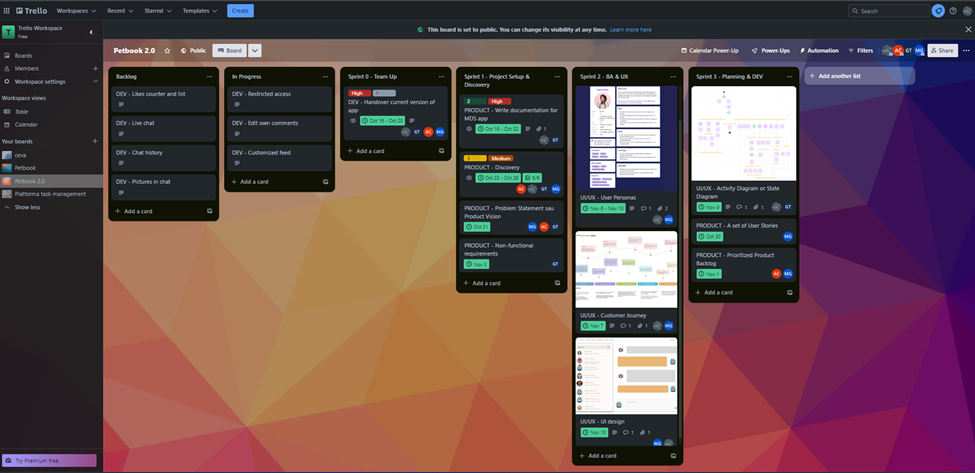 Trello
Workspaces
Recent
Starred
Templates
Create
Search
Trello Workspace
Free
This board is set to public. You can change its visibility at any time. Learn more here
Boards
Members
Workspace settings
Workspace views
Table
Calendar
Your boards
ceva
Petbook
Petbook 2.0
Platforma task management
Show less
Try Premium free
Petbook 2.0
Public
Board
Calendar Power-Up
Power-Ups
Automation
Filters
AC
GT
MG
Share
Backlog
DEV - Likes counter and list
DEV - Live chat
DEV - Chat history
DEV - Pictures in chat
Add a card
In Progress
DEV - Restricted access
DEV - Edit own comments
DEV - Customized feed
Add a card
Sprint 0 - Team Up
High
DEV - Handover current version of
app
Oct 16 - Oct 20
GT
AC
MG
Add a card
Sprint 1 - Project Setup &
Discovery
2
High
PRODUCT - Write documentation for
MDS app
Oct 16 - Oct 22
1
GT
Medium
PRODUCT - Discovery
Oct 23 - Oct 28
AC
GT
MG
PRODUCT - Problem Statement sau
Product Vision
Oct 31
MG
AC
GT
PRODUCT - Non-functional
requirements
Nov 3
GT
Add a card
Sprint 2 - BA & UX
UI/UX - User Personas
Nov 8 - Nov 10
1
2
MG
UI/UX - Customer Journey
Nov 7
1
1
MG
UI/UX - UI design
Nov 10
1
1
MG
Add a card
Sprint 3 - Planning & DEV
UI/UX - Activity Diagram or State
Diagram
Nov 8
1
1
GT
PRODUCT - A set of User Stories
Oct 30
MG
PRODUCT - Prioritized Product
Backlog
Nov 1
AC
MG
Add a card
Add another list